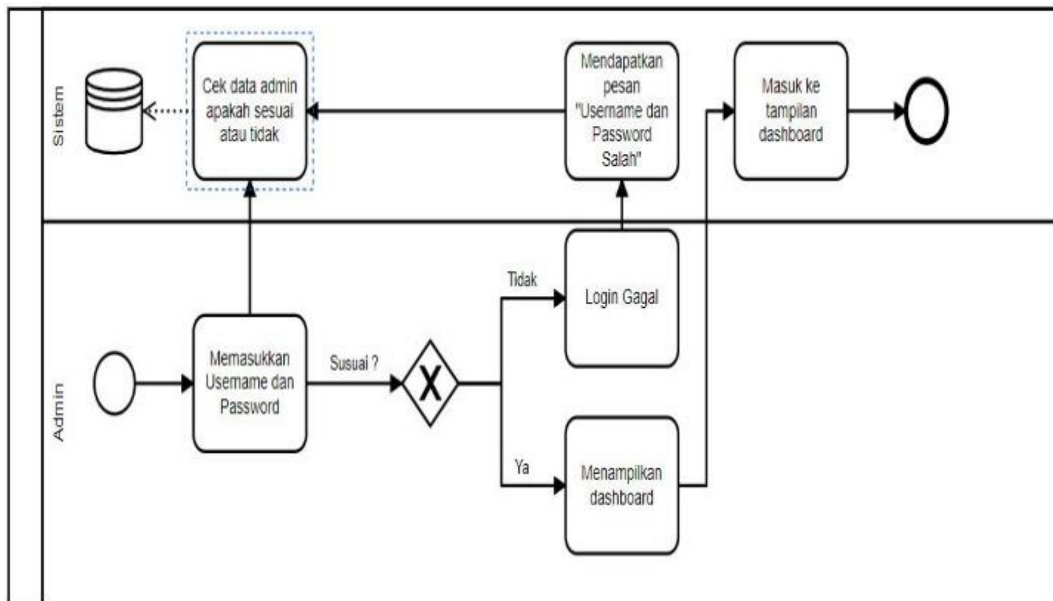 Sistem
Cek data admin
apakah sesuai
atau tidak
Mendapatkan
pesan
"Username dan
Password
Salah"
Masuk ke
tampilan
dashboard
Admin
Memasukkan
Username dan
Password
Susuai ?
Tidak
Login Gagal
Ya
Menampilkan
dashboard